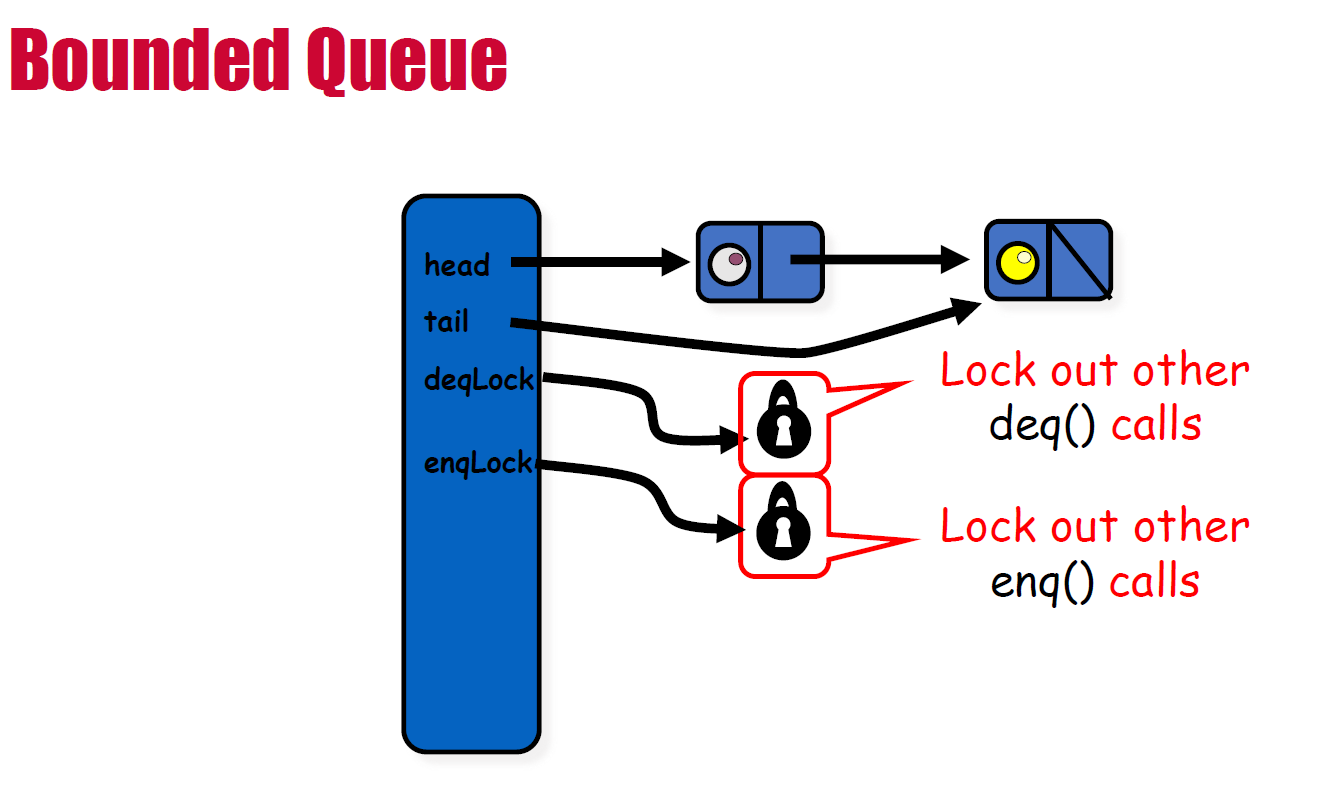 Bounded Queue
head
tail
deqLock
enqLock
Lock out other
deq() calls
Lock out other
enq() calls